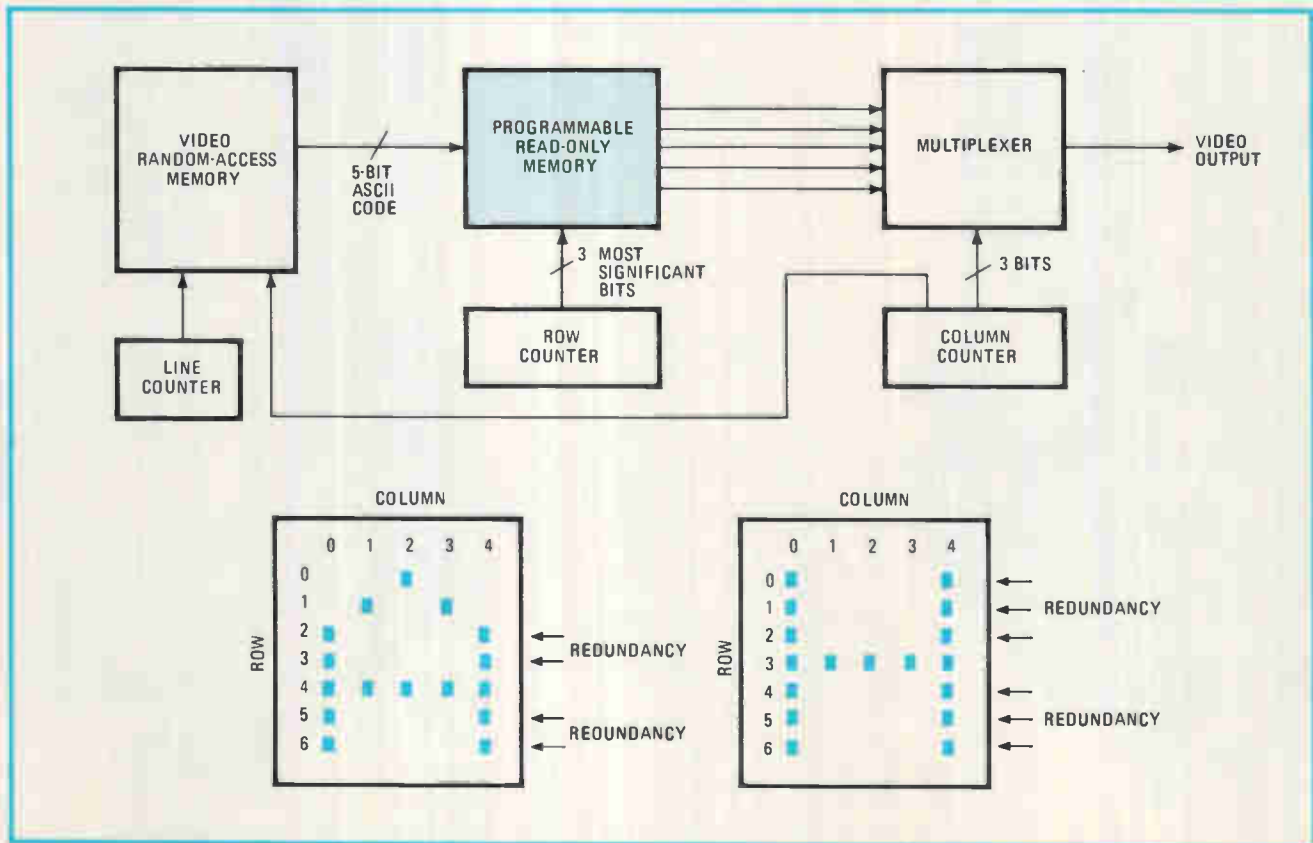 VIDEO
RANDOM-ACCESS
MEMORY
5-BIT
ASCII
CODE
PROGRAMMABLE
READ-ONLY
MEMORY
MULTIPLEXER
VIDEO
OUTPUT
3 MOST
SIGNIFICANT
BITS
3 BITS
LINE
COUNTER
ROW
COUNTER
COLUMN
COUNTER
COLUMN
0 1 2 3 4
ROW
0
1
2
3
4
5
6
REDUNDANCY
REDUNDANCY
COLUMN
0 1 2 3 4
ROW
0
1
2
3
4
5
6
REDUNDANCY
REDUNDANCY